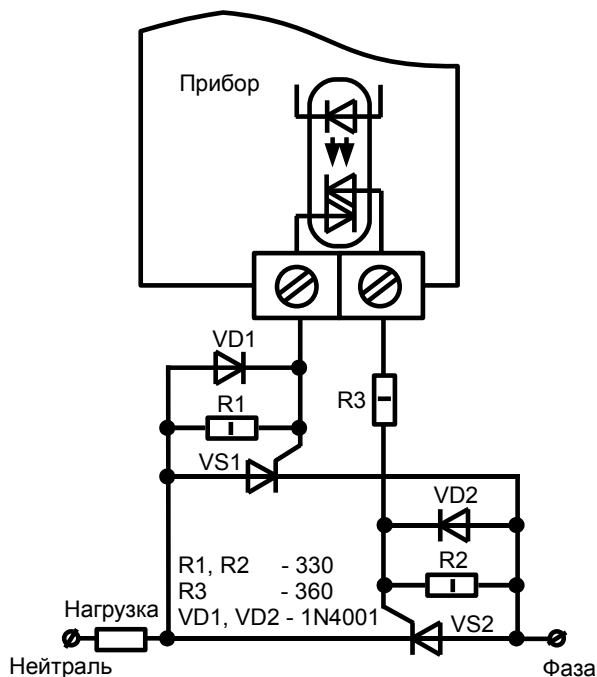 Прибор
VD1
R1
R3
VS1
VD2
R2
R1, R2 - 330
R3 - 360
VD1, VD2 - 1N4001
Нагрузка
VS2
Нейтраль
Фаза